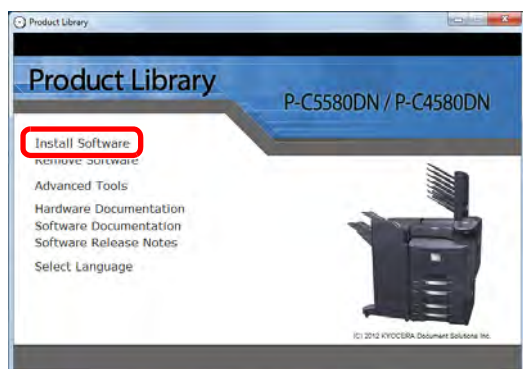 Product Library
Product Library
P-C5580DN / P-C4580DN
Install Software
Remove Software
Advanced Tools
Hardware Documentation
Software Documentation
Software Release Notes
Select Language
(C) 2012 KYOCERA Document Solutions Inc.